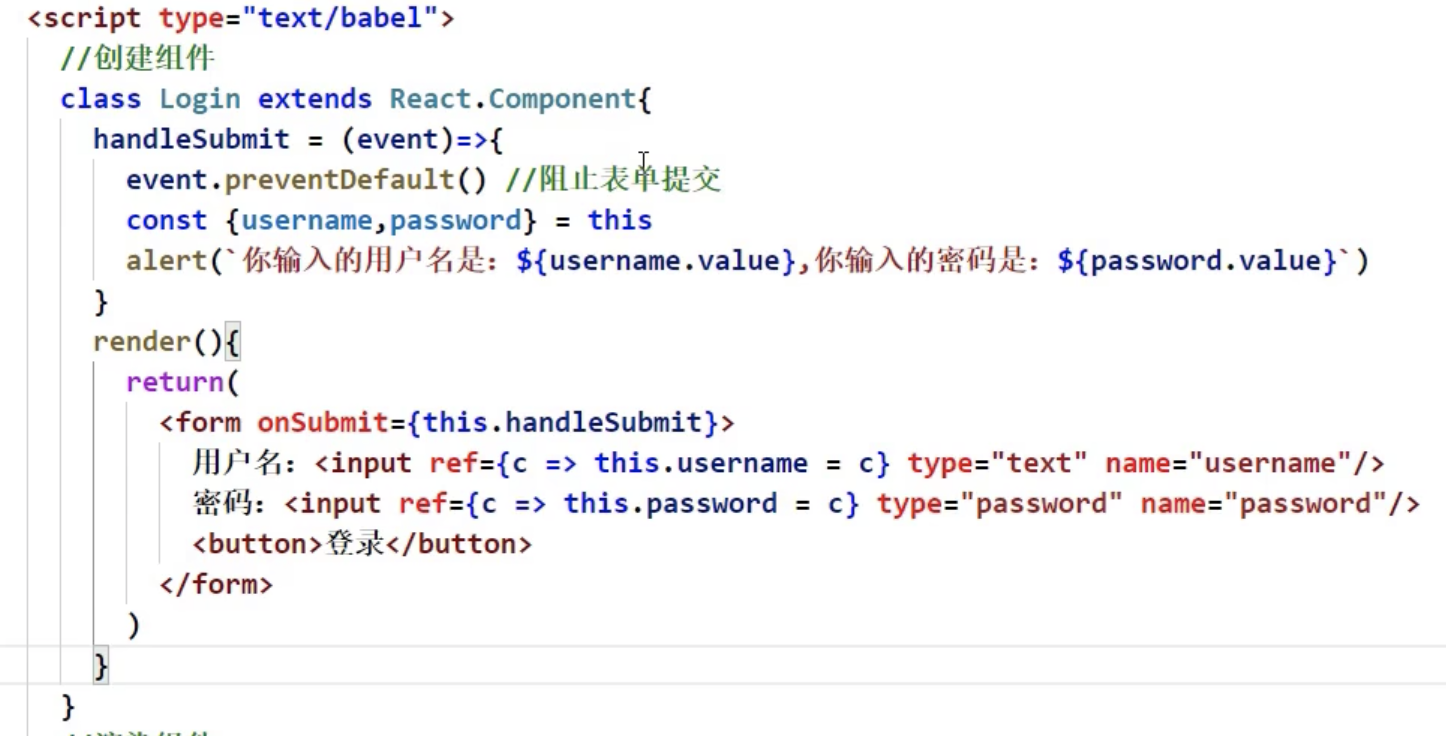 <script type="text/babel">
//创建组件
class Login extends React.Component{
handleSubmit = (event)=>{
event.preventDefault() //阻止表单提交
const {username,password} = this
alert(`你输入的用户名是：${username.value},你输入的密码是：${password.value}`)
}
render(){
return(
<form onSubmit={this.handleSubmit}>
用户名：<input ref={c => this.username = c} type="text" name="username"/>
密码：<input ref={c => this.password = c} type="password" name="password"/>
<button>登录</button>
</form>
)
}
}